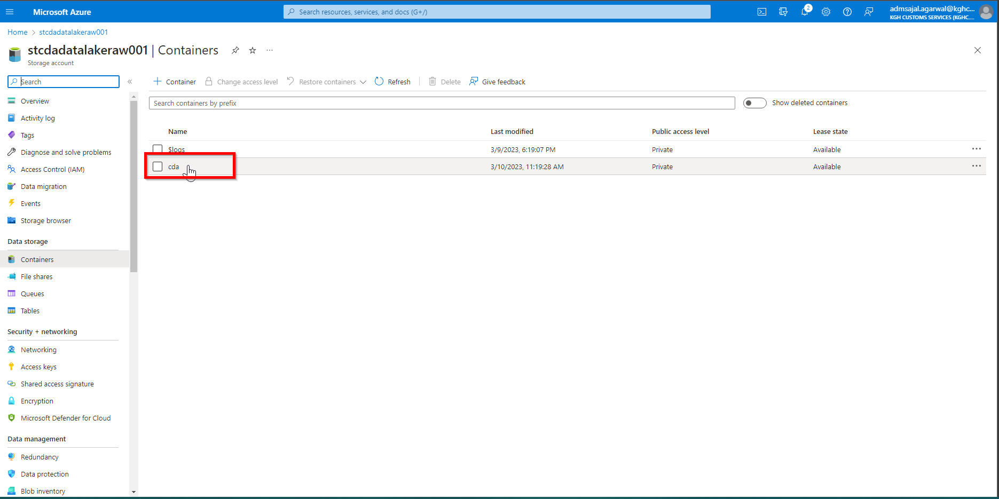 Microsoft Azure
Search resources, services, and docs (G+/)
2
admsajal.agarwal@kghc...
KGH CUSTOMS SERVICES (KGHC....
Home > stcdadatalakeraw001
stcdadatalakeraw001 | Containers
Storage account
Search
Container
Change access level
Restore containers
Refresh
Delete
Give feedback
Search containers by prefix
Show deleted containers
Name Last modified Public access level Lease state
$logs 3/9/2023, 6:19:07 PM Private Available
cda 3/10/2023, 11:19:28 AM Private Available
Overview
Activity log
Tags
Diagnose and solve problems
Access Control (IAM)
Data migration
Events
Storage browser
Data storage
Containers
File shares
Queues
Tables
Security + networking
Networking
Access keys
Shared access signature
Encryption
Microsoft Defender for Cloud
Data management
Redundancy
Data protection
Blob inventory